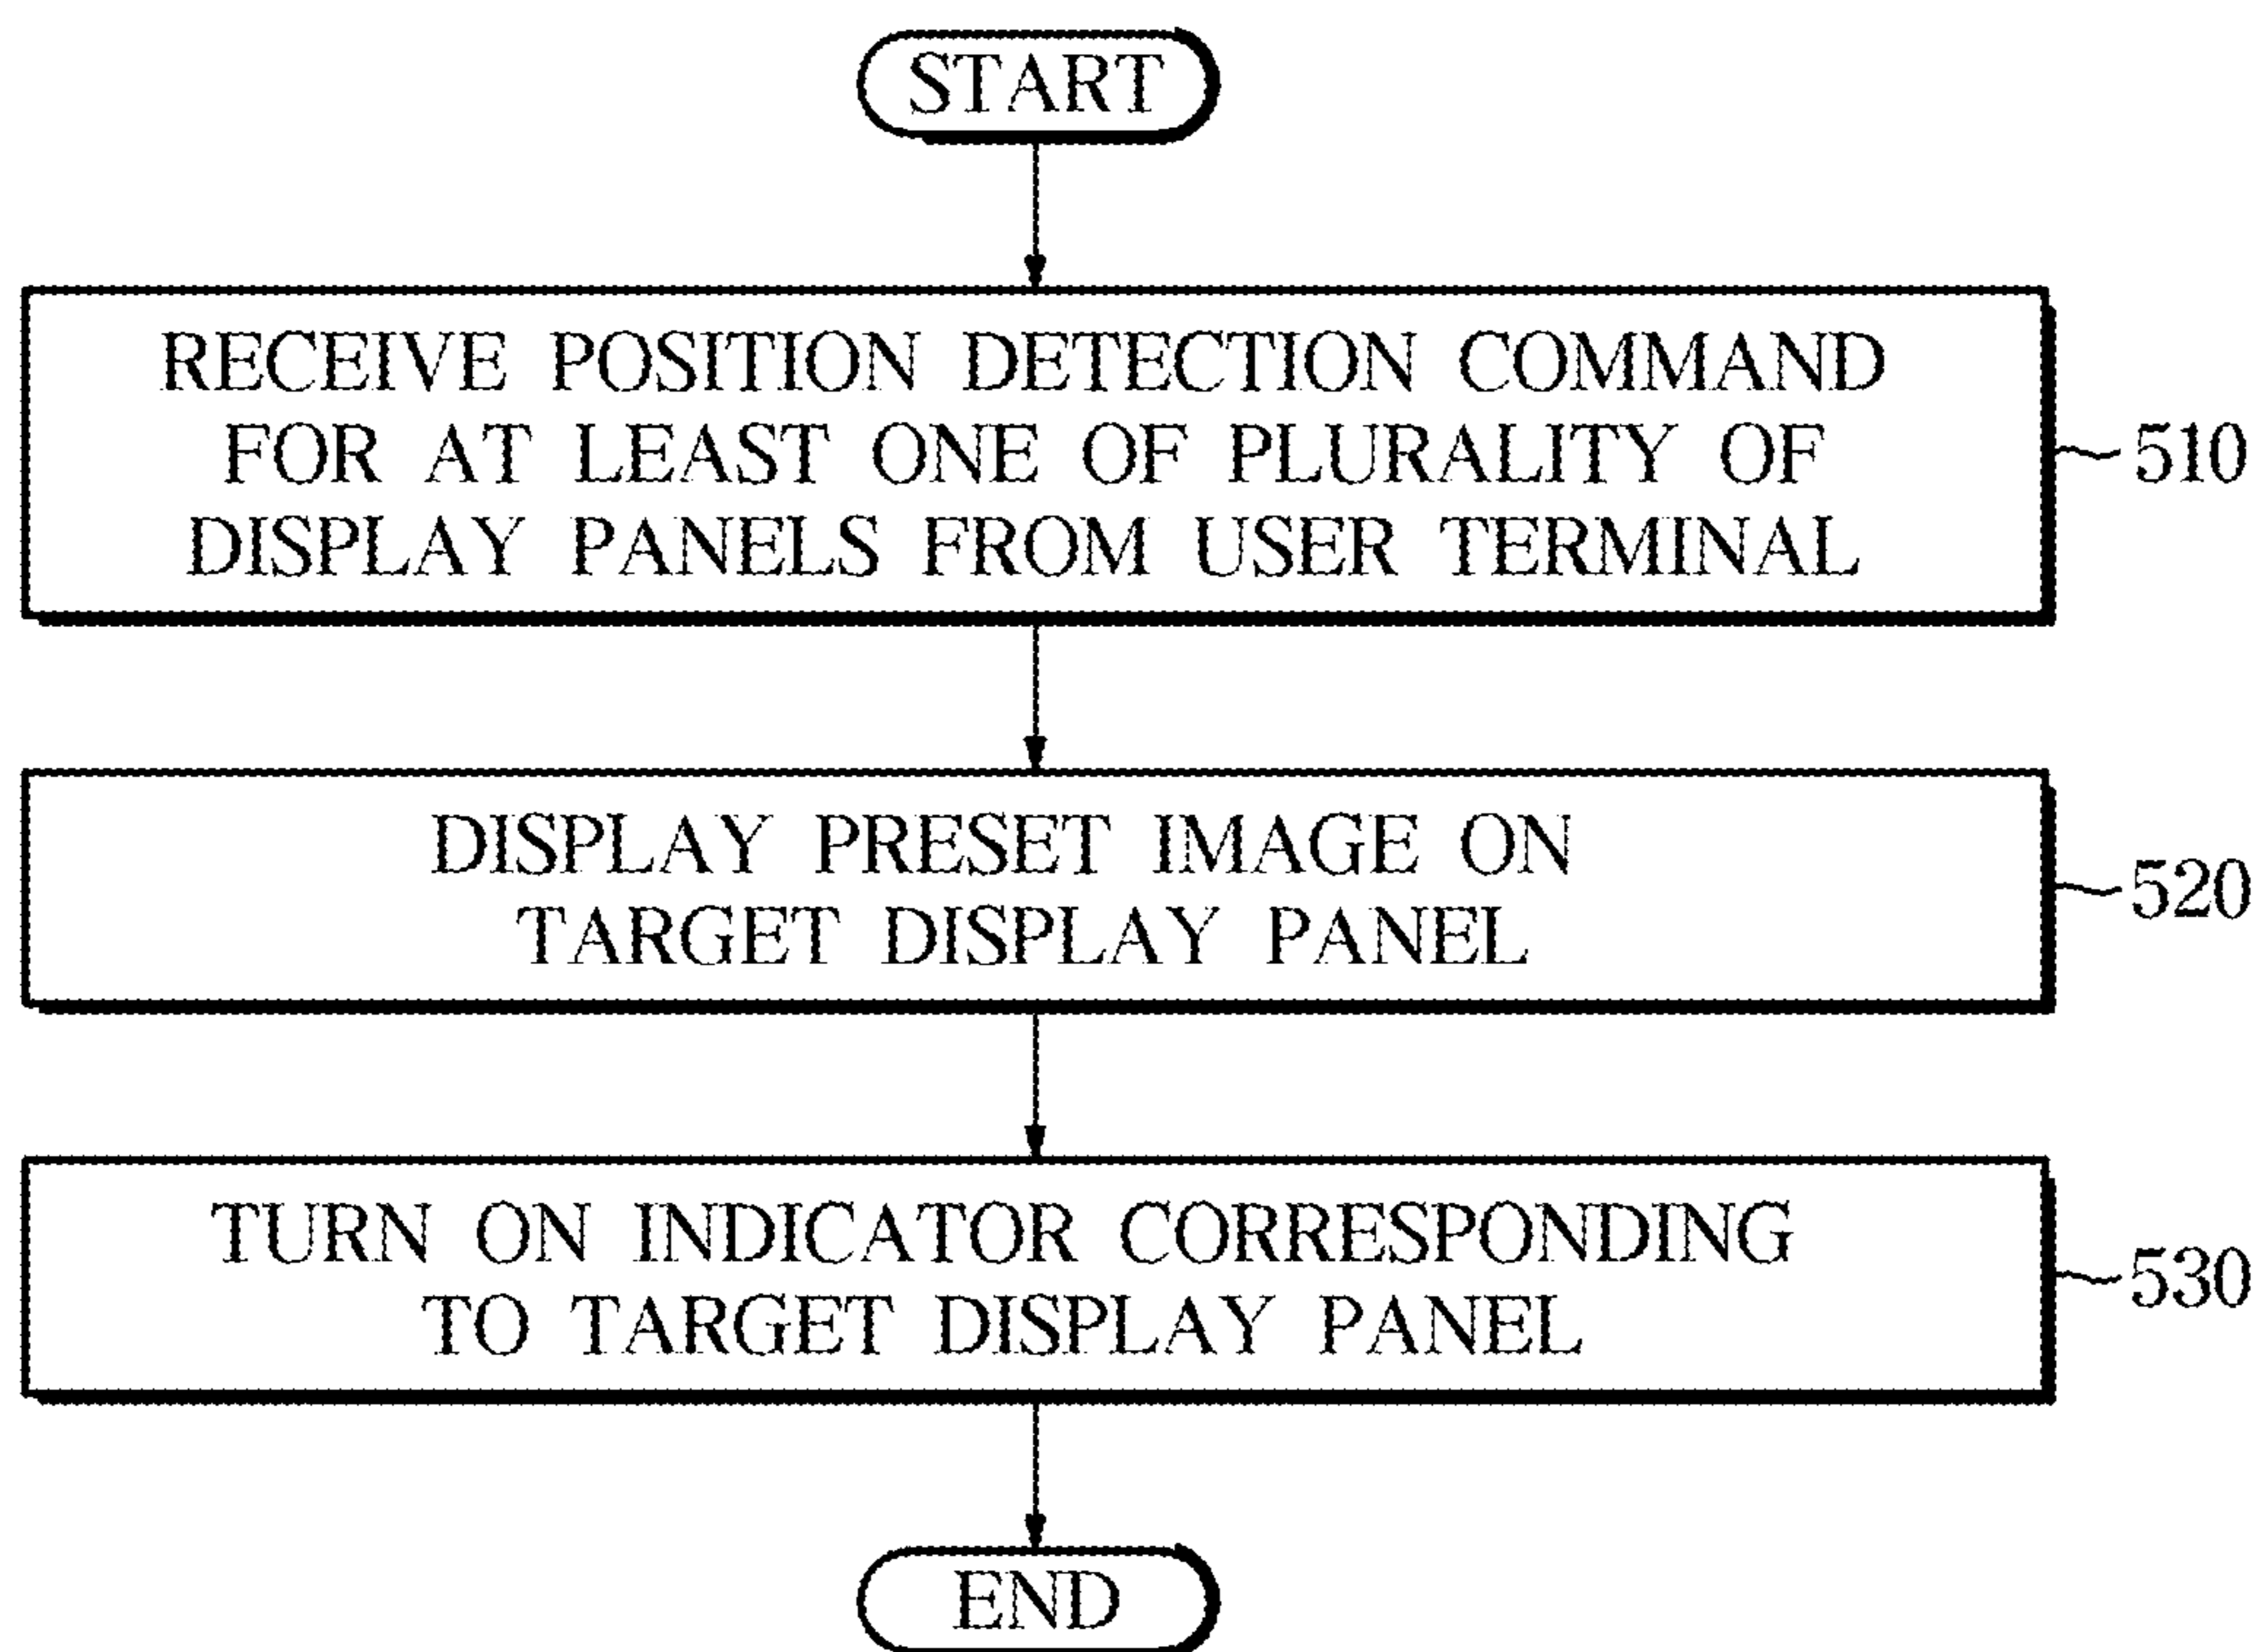 START
RECEIVE POSITION DETECTION COMMAND
FOR AT LEAST ONE OF PLURALITY OF
DISPLAY PANELS FROM USER TERMINAL
510
DISPLAY PRESET IMAGE ON
TARGET DISPLAY PANEL
520
TURN ON INDICATOR CORRESPONDING
TO TARGET DISPLAY PANEL
530
END